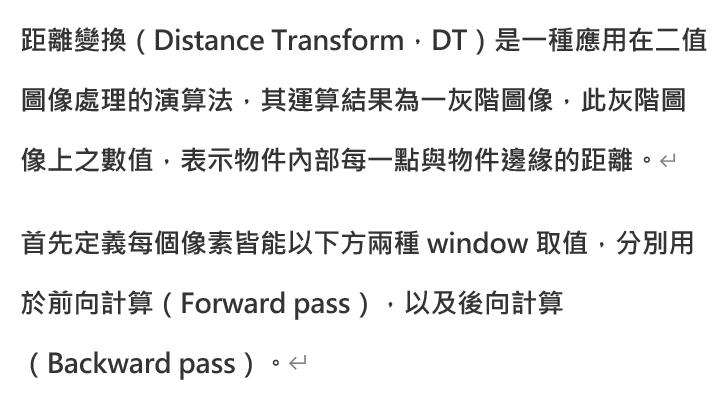 距離變換（Distance Transform，DT）是一種應用在二值
圖像處理的演算法，其運算結果為一灰階圖像，此灰階圖
像上之數值，表示物件內部每一點與物件邊緣的距離。↵
首先定義每個像素皆能以下方兩種 window 取值，分別用
於前向計算（Forward pass），以及後向計算
（Backward pass）。↵